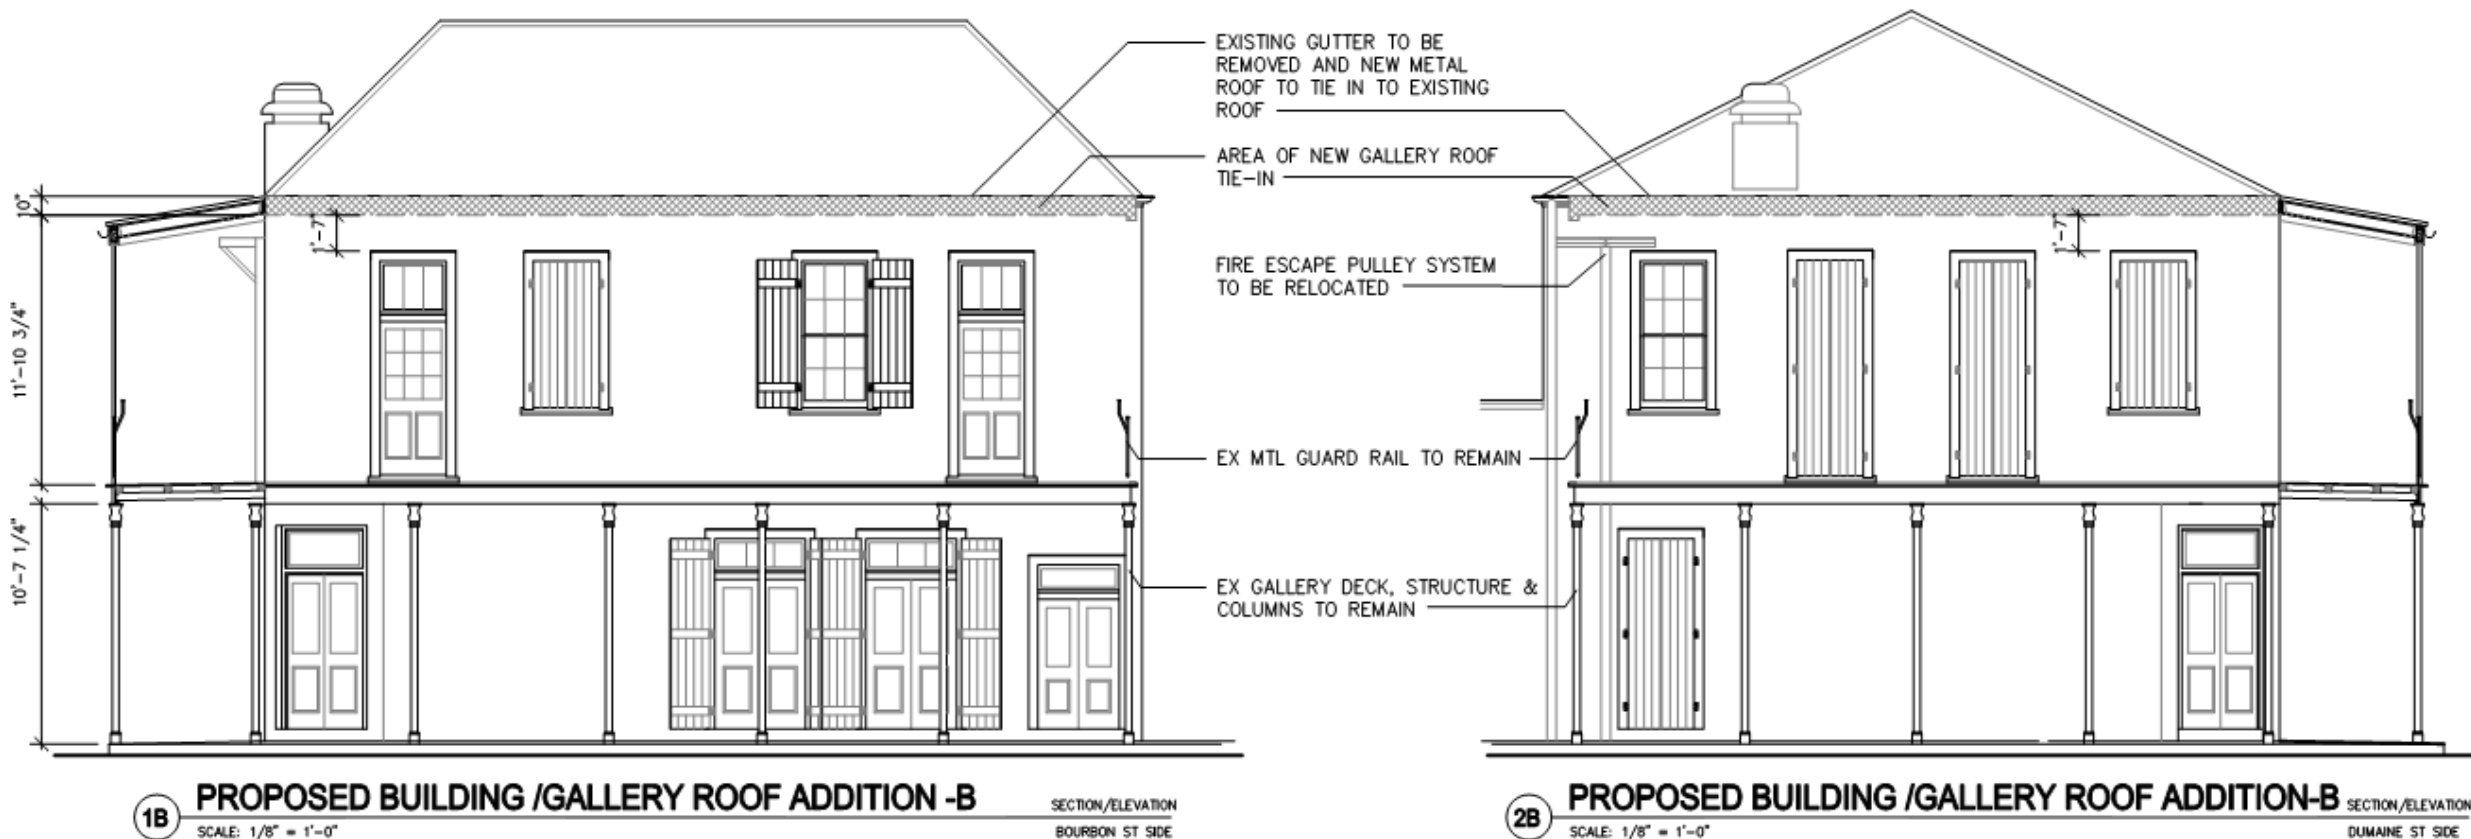 EXISTING GUTTER TO BE
REMOVED AND NEW METAL
ROOF TO TIE IN TO EXISTING
ROOF
AREA OF NEW GALLERY ROOF
TIE-IN
FIRE ESCAPE PULLEY SYSTEM
TO BE RELOCATED
EX MTL GUARD RAIL TO REMAIN
EX GALLERY DECK, STRUCTURE &
COLUMNS TO REMAIN
10"
1'-7"
11'-10 3/4"
10'-7 1/4"
1'-7"
1B
PROPOSED BUILDING /GALLERY ROOF ADDITION -B
SECTION/ELEVATION
SCALE: 1/8" = 1'-0"
BOURBON ST SIDE
2B
PROPOSED BUILDING /GALLERY ROOF ADDITION-B
SECTION/ELEVATION
SCALE: 1/8" = 1'-0"
DUMAINE ST SIDE